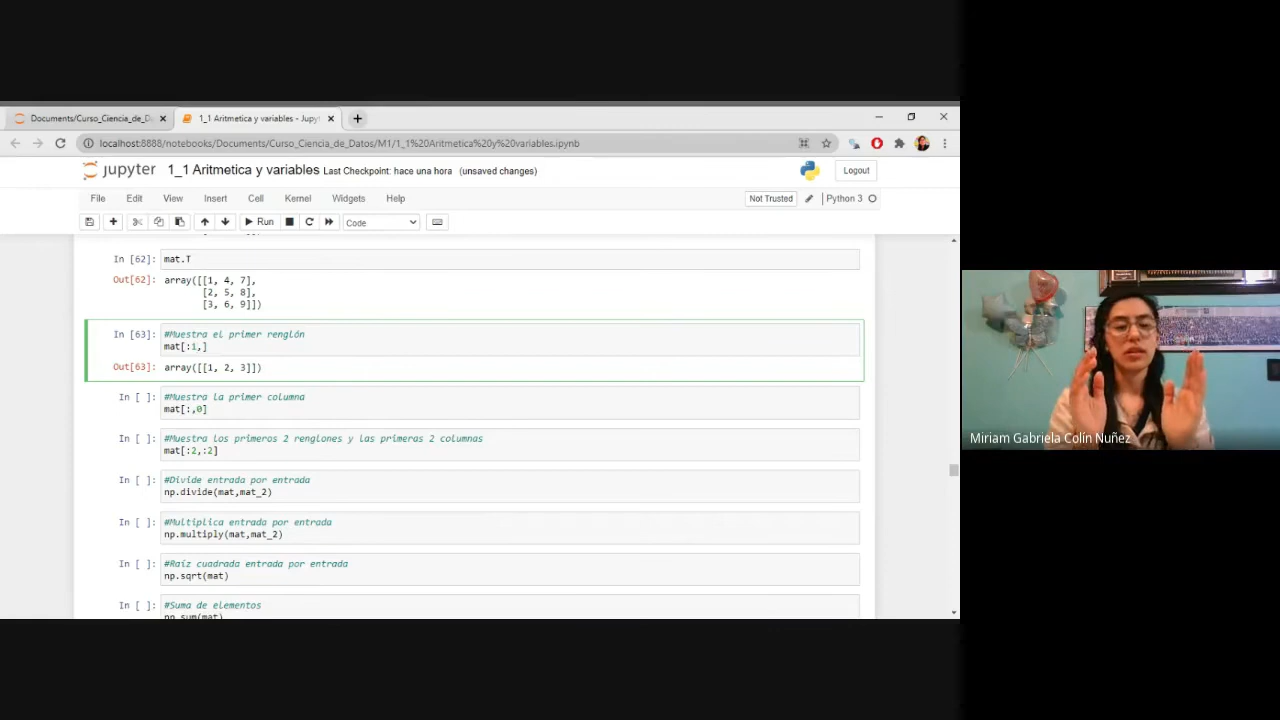 Documents/Curso_Ciencia_de_Da
1_1 Aritmetica y variables - Jupyt
localhost:8888/notebooks/Documents/Curso_Ciencia_de_Datos/M1/1_1%20Aritmetica%20y%20variables.ipynb
jupyter 1_1 Aritmetica y variables Last Checkpoint: hace una hora (unsaved changes)
Logout
File Edit View Insert Cell Kernel Widgets Help
Not Trusted
Python 3
Run
Code
In [62]: mat.T
Out[62]: array([[1, 4, 7],
[2, 5, 8],
[3, 6, 9]])
In [63]: #Muestra el primer renglón
mat[:1,]
Out[63]: array([[1, 2, 3]])
In [ ]: #Muestra la primer columna
mat[:,0]
In [ ]: #Muestra los primeros 2 renglones y las primeras 2 columnas
mat[:2,:2]
In [ ]: #Divide entrada por entrada
np.divide(mat,mat_2)
In [ ]: #Multiplica entrada por entrada
np.multiply(mat,mat_2)
In [ ]: #Raíz cuadrada entrada por entrada
np.sqrt(mat)
In [ ]: #Suma de elementos
np.sum(mat)
Miriam Gabriela Colín Nuñez